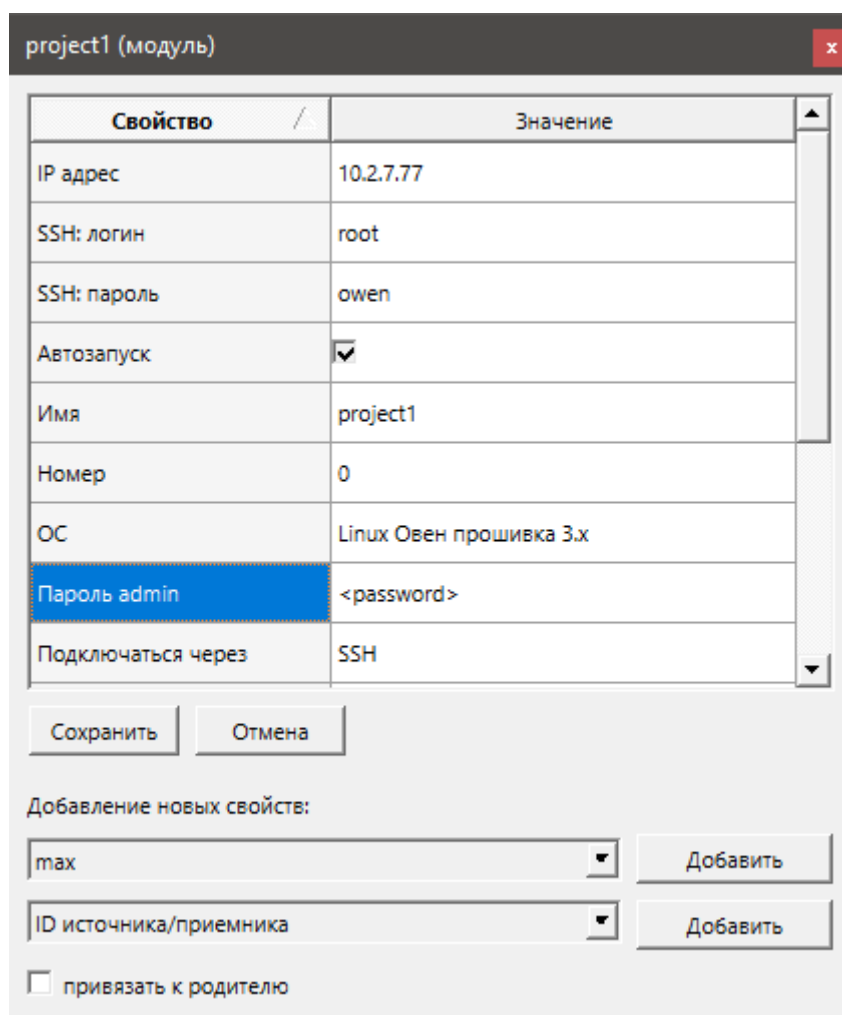 project1 (модуль)
x
Свойство Значение
IP адрес 10.2.7.77
SSH: логин root
SSH: пароль owen
Автозапуск
Имя project1
Номер 0
ОС Linux Овен прошивка 3.x
Пароль admin <password>
Подключаться через SSH
Сохранить Отмена
Добавление новых свойств:
max Добавить
ID источника/приемника Добавить
привязать к родителю